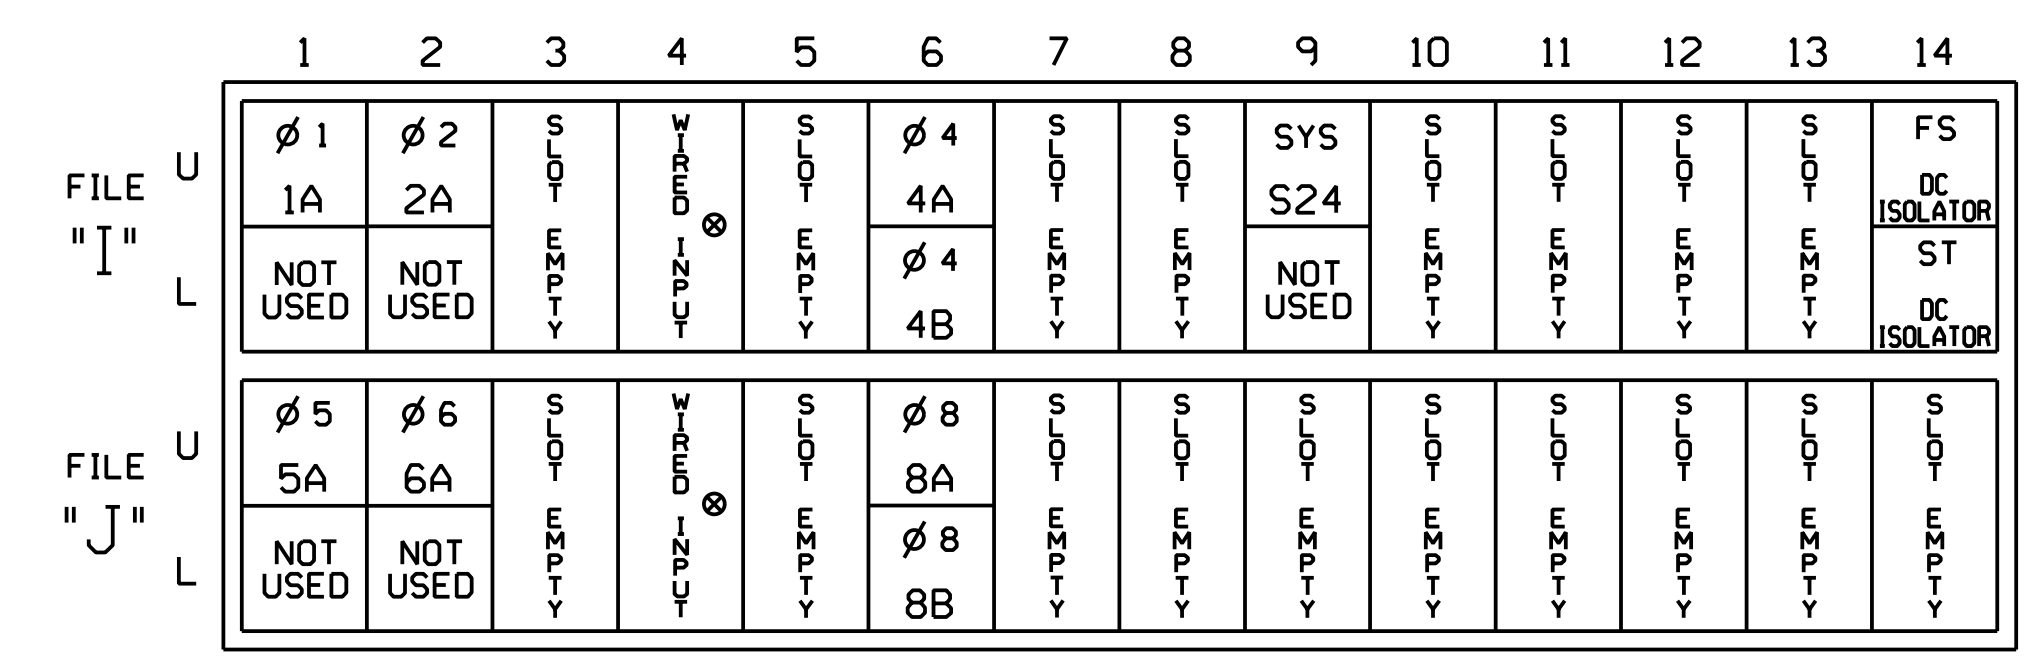 1 2 3 4 5 6 7 8 9 10 11 12 13 14
FILE "I"
U
L
Ø 1
1A
NOT
USED
Ø 2
2A
NOT
USED
SLOT EMPTY
WIRED INPUT ⊗
SLOT EMPTY
Ø 4
4A
Ø 4
4B
SLOT EMPTY
SLOT EMPTY
SYS
S24
NOT
USED
SLOT EMPTY
SLOT EMPTY
SLOT EMPTY
SLOT EMPTY
FS
DC
ISOLATOR
ST
DC
ISOLATOR
FILE "J"
U
L
Ø 5
5A
NOT
USED
Ø 6
6A
NOT
USED
SLOT EMPTY
WIRED INPUT ⊗
SLOT EMPTY
Ø 8
8A
Ø 8
8B
SLOT EMPTY
SLOT EMPTY
SLOT EMPTY
SLOT EMPTY
SLOT EMPTY
SLOT EMPTY
SLOT EMPTY
SLOT EMPTY